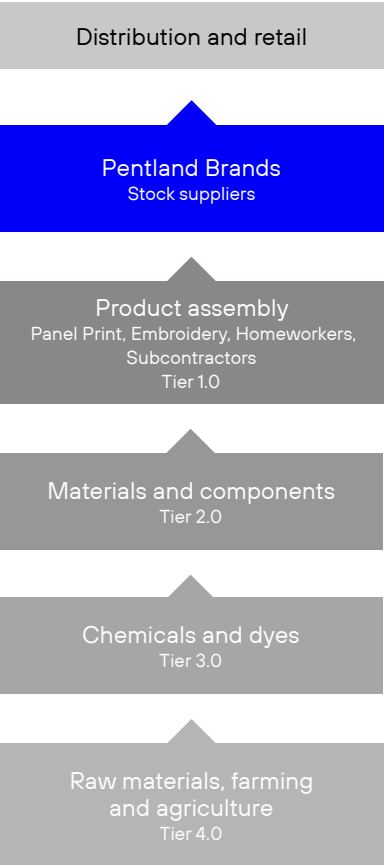 Distribution and retail
Pentland Brands
Stock suppliers
Product assembly
Panel Print, Embroidery, Homeworkers,
Subcontractors
Tier 1.0
Materials and components
Tier 2.0
Chemicals and dyes
Tier 3.0
Raw materials, farming
and agriculture
Tier 4.0